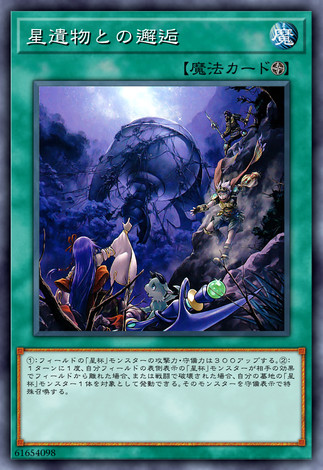 星遺物との邂逅
魔
【魔法カード】
①:フィールドの「星杯」モンスターの攻撃力・守備力は300アップする。②:
1ターンに1度、自分フィールドの表側表示の「星杯」モンスターが相手の効果
でフィールドから離れた場合、または戦闘で破壊された場合、自分の墓地の「星
杯」モンスター1体を対象として発動できる。そのモンスターを守備表示で特
殊召喚する。
61654098